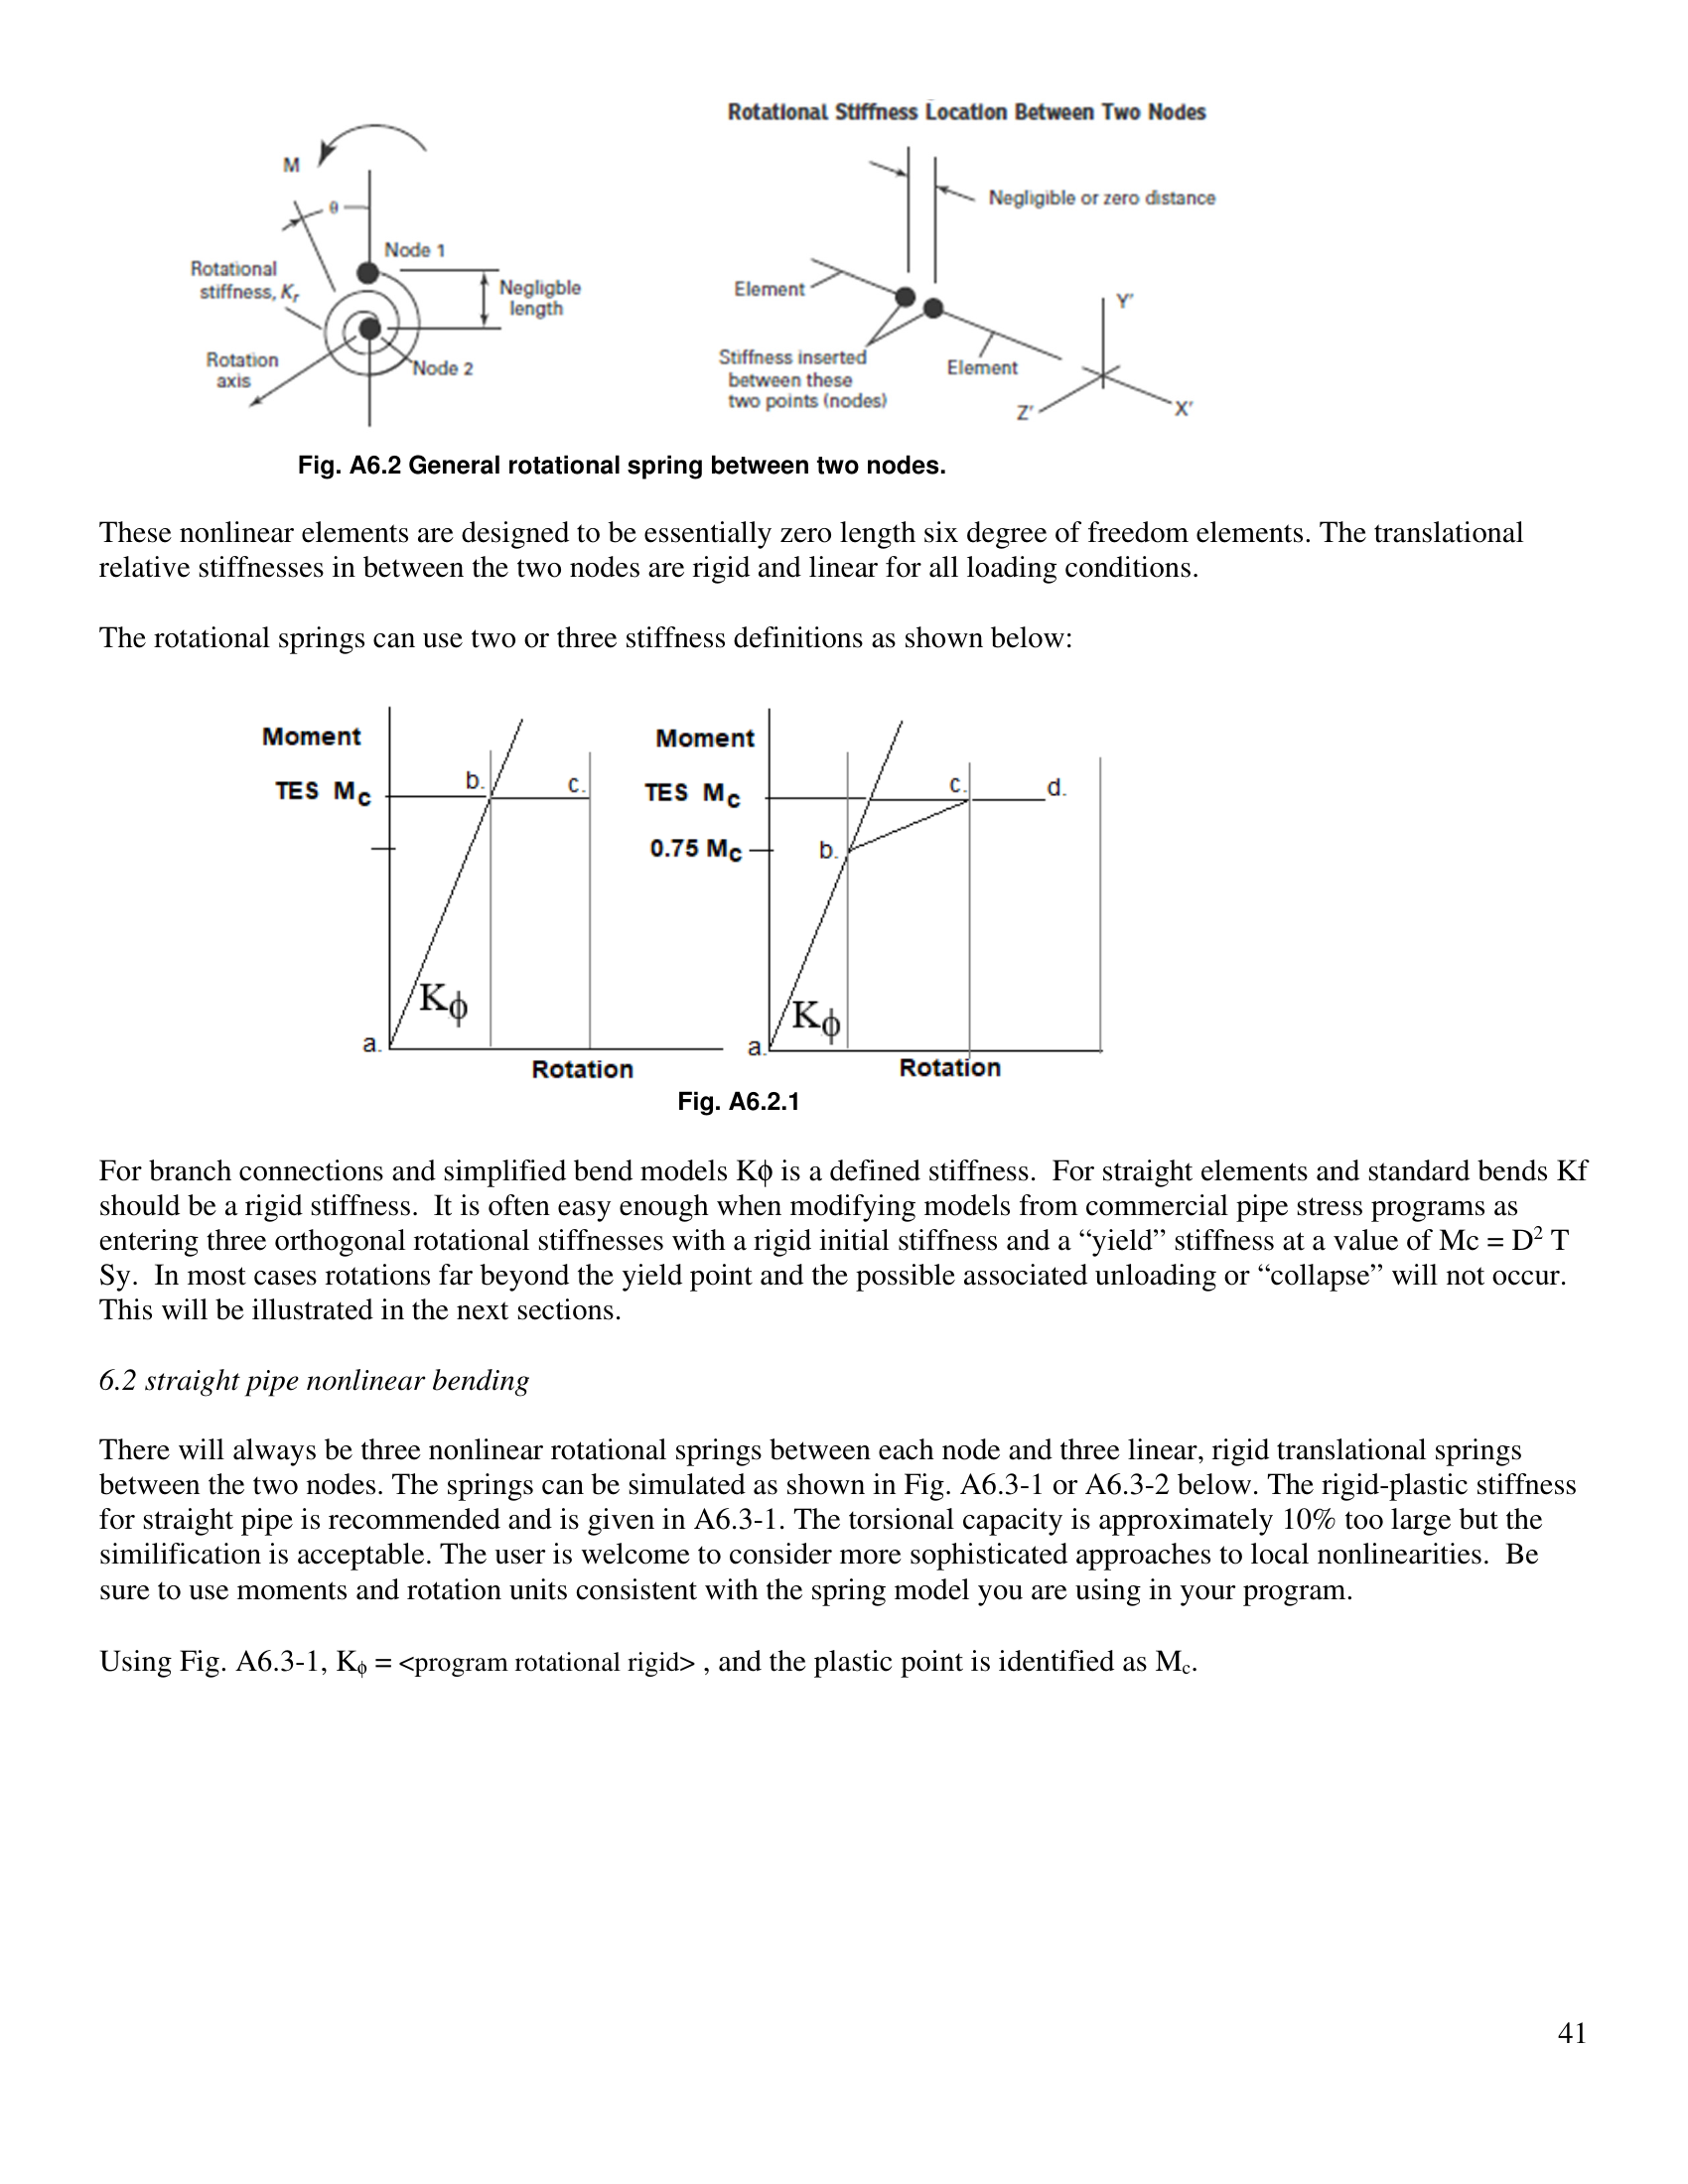 Rotational Stiffness Location Between Two Nodes
M
θ
Node 1
Rotational
stiffness, Kr
Negligble
length
Rotation
axis
Node 2
Negligible or zero distance
Element
Y'
Stiffness inserted
between these
two points (nodes)
Element
Z'
X'
Fig. A6.2 General rotational spring between two nodes.
These nonlinear elements are designed to be essentially zero length six degree of freedom elements. The translational
relative stiffnesses in between the two nodes are rigid and linear for all loading conditions.
The rotational springs can use two or three stiffness definitions as shown below:
Moment
TES Mc
b.
c.
Kϕ
a.
Rotation
Moment
TES Mc
c.
d.
0.75 Mc
b.
Kϕ
a.
Rotation
Fig. A6.2.1
For branch connections and simplified bend models Kϕ is a defined stiffness.  For straight elements and standard bends Kf
should be a rigid stiffness.  It is often easy enough when modifying models from commercial pipe stress programs as
entering three orthogonal rotational stiffnesses with a rigid initial stiffness and a “yield” stiffness at a value of Mc = D² T
Sy.  In most cases rotations far beyond the yield point and the possible associated unloading or “collapse” will not occur.
This will be illustrated in the next sections.
6.2 straight pipe nonlinear bending
There will always be three nonlinear rotational springs between each node and three linear, rigid translational springs
between the two nodes. The springs can be simulated as shown in Fig. A6.3-1 or A6.3-2 below. The rigid-plastic stiffness
for straight pipe is recommended and is given in A6.3-1. The torsional capacity is approximately 10% too large but the
similification is acceptable. The user is welcome to consider more sophisticated approaches to local nonlinearities.  Be
sure to use moments and rotation units consistent with the spring model you are using in your program.
Using Fig. A6.3-1, Kϕ = <program rotational rigid> , and the plastic point is identified as Mc.
41